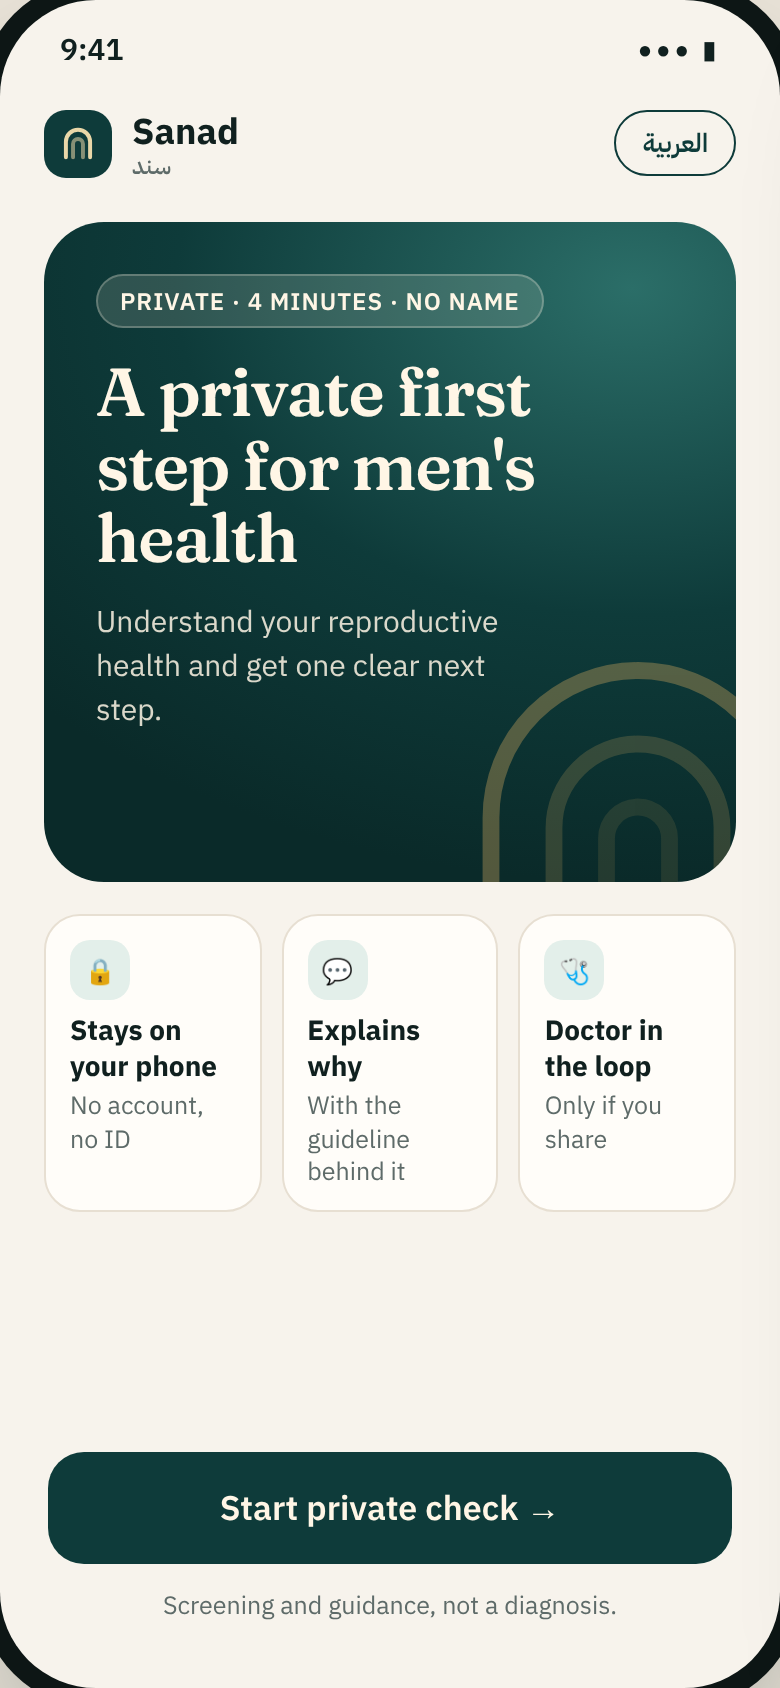 9:41
Sanad
سند
العربية
PRIVATE · 4 MINUTES · NO NAME
A private first
step for men's
health
Understand your reproductive
health and get one clear next
step.
Stays on
your phone
No account,
no ID
Explains
why
With the
guideline
behind it
Doctor in
the loop
Only if you
share
Start private check →
Screening and guidance, not a diagnosis.